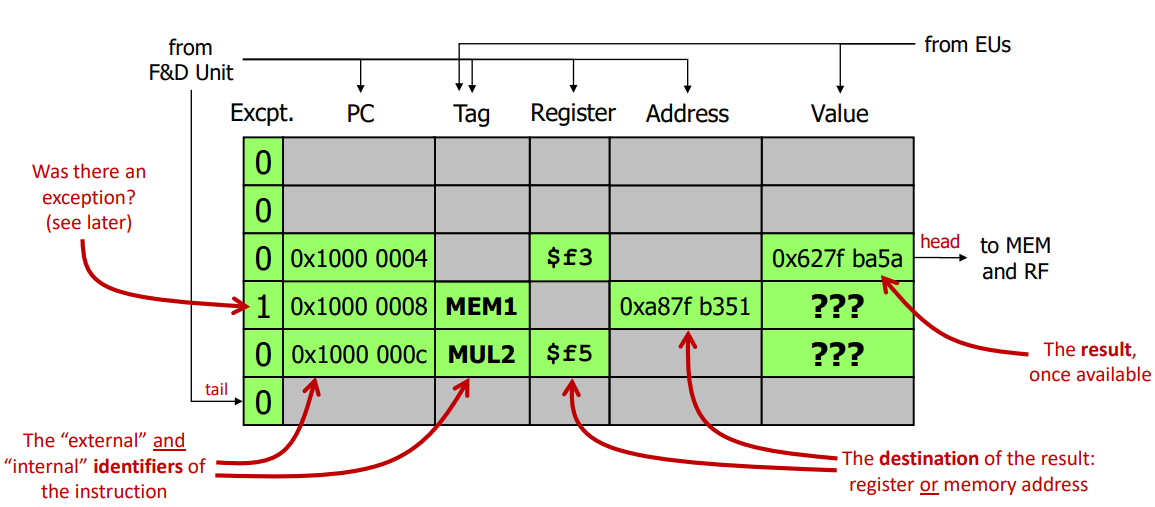 from
F&D Unit
from EUs
Excpt. PC Tag Register Address Value
Was there an
exception?
(see later)
0
0
0 0x1000 0004 $f3 0x627f ba5a
head
to MEM
and RF
1 0x1000 0008 MEM1 0xa87f b351 ???
0 0x1000 000c MUL2 $f5 ???
tail
0
The result,
once available
The “external” and
“internal” identifiers of
the instruction
The destination of the result:
register or memory address